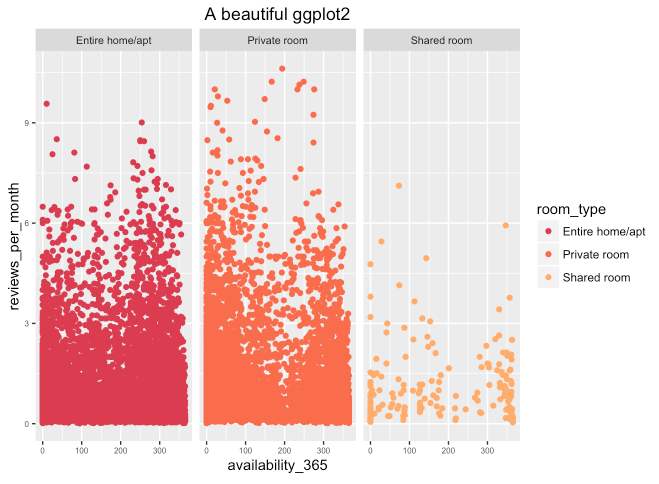 A beautiful ggplot2
Entire home/apt Private room Shared room
reviews_per_month
9
6
3
0
0 100 200 300 0 100 200 300 0 100 200 300
availability_365
room_type
Entire home/apt
Private room
Shared room